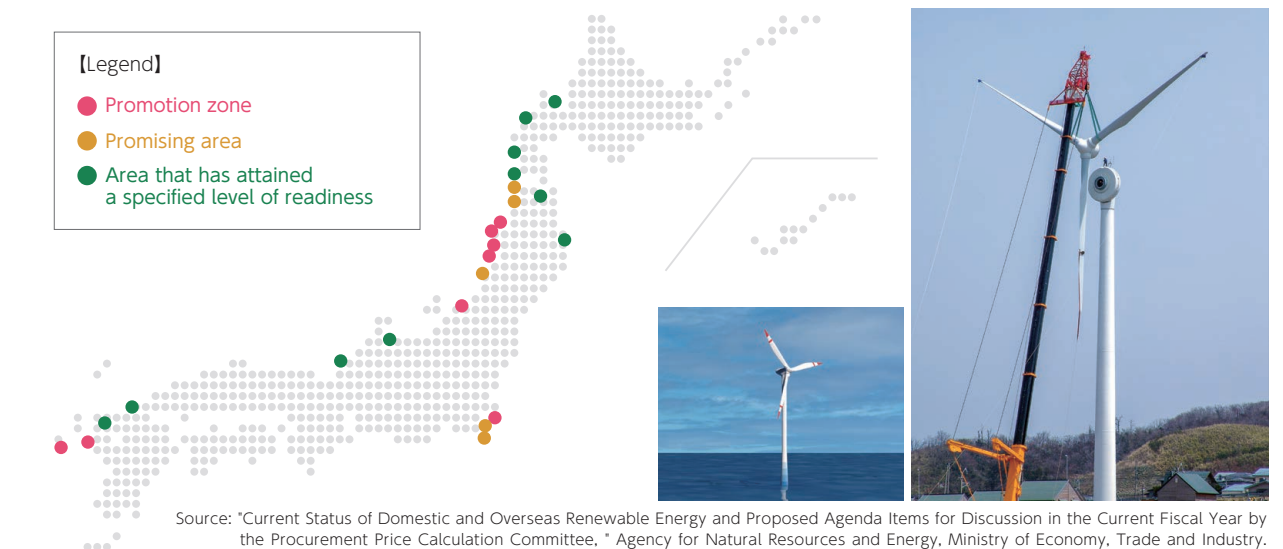 【Legend】
Promotion zone
Promising area
Area that has attained
a specified level of readiness
Source: "Current Status of Domestic and Overseas Renewable Energy and Proposed Agenda Items for Discussion in the Current Fiscal Year by
the Procurement Price Calculation Committee, " Agency for Natural Resources and Energy, Ministry of Economy, Trade and Industry.